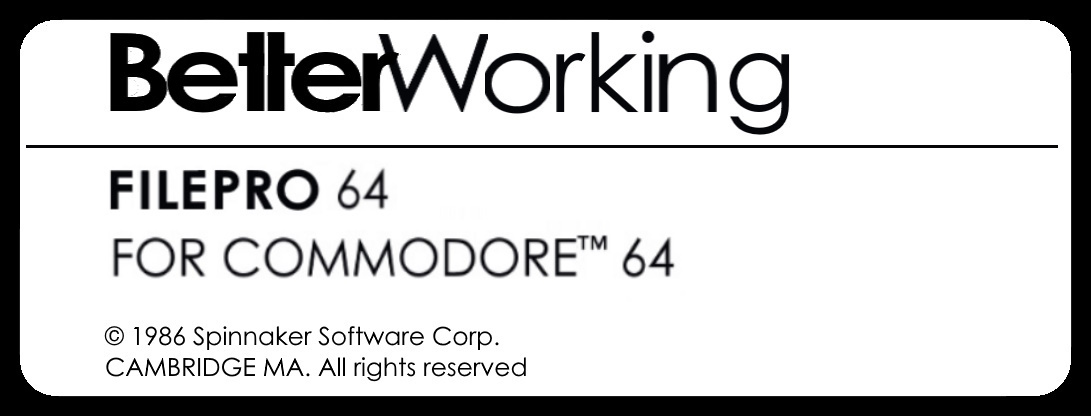 BetterWorking
FILEPRO 64
FOR COMMODORE™ 64
© 1986 Spinnaker Software Corp.
CAMBRIDGE MA. All rights reserved